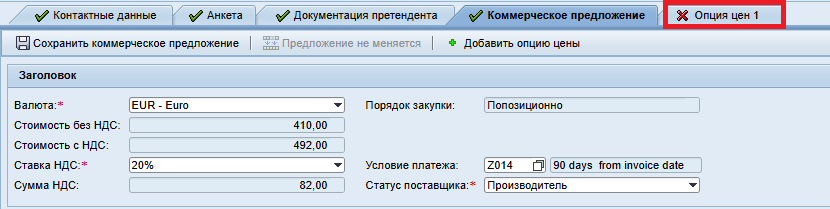 Контактные данные Анкета Документация претендента Коммерческое предложение Опция цен 1
Сохранить коммерческое предложение Предложение не меняется Добавить опцию цены
Заголовок
Валюта:* EUR - Euro Порядок закупки: Попозиционно
Стоимость без НДС: 410,00
Стоимость с НДС: 492,00
Ставка НДС:* 20% Условие платежа: Z014 90 days from invoice date
Сумма НДС: 82,00 Статус поставщика:* Производитель